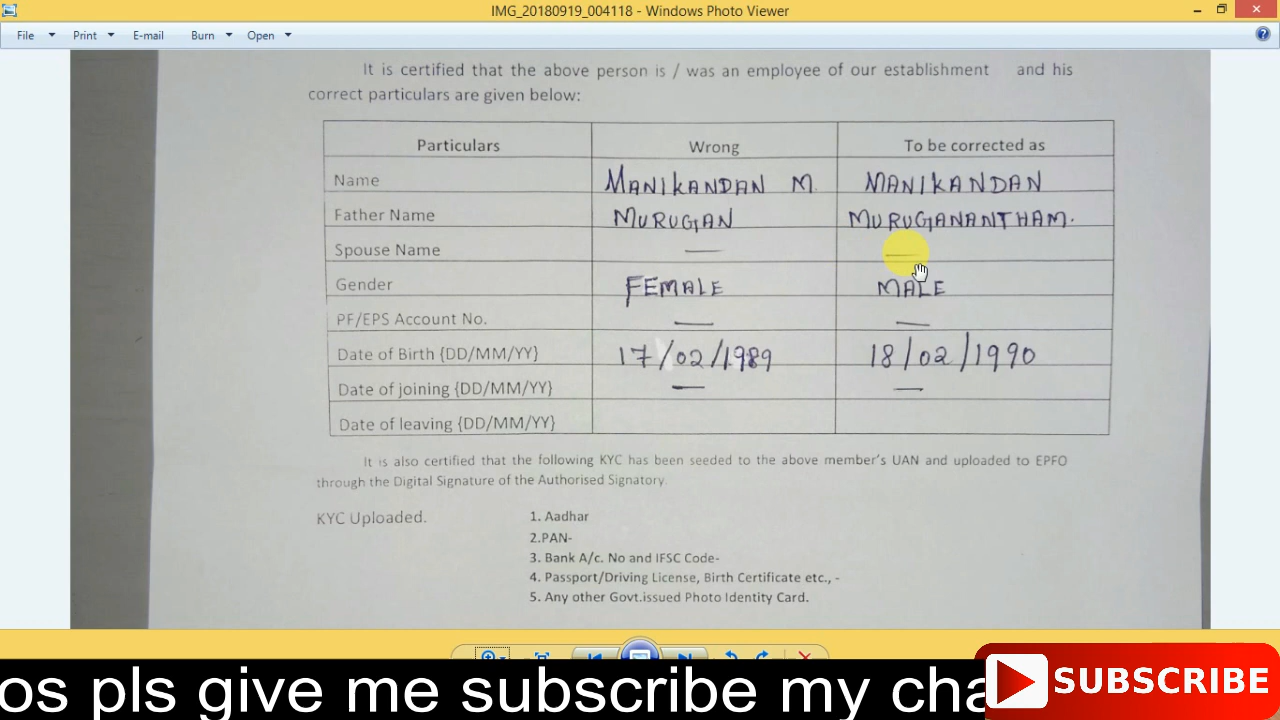 IMG_20180919_004118 - Windows Photo Viewer
File Print E-mail Burn Open
It is certified that the above person is / was an employee of our establishment and his
correct particulars are given below:
Particulars Wrong To be corrected as
Name MANIKANDAN M. MANIKANDAN
Father Name MURUGAN MURUGANANTHAM.
Spouse Name — —
Gender FEMALE MALE
PF/EPS Account No. — —
Date of Birth {DD/MM/YY) 17/02/1989 18/02/1990
Date of joining {DD/MM/YY) — —
Date of leaving {DD/MM/YY)
It is also certified that the following KYC has been seeded to the above member's UAN and uploaded to EPFO
through the Digital Signature of the Authorised Signatory.
KYC Uploaded. 1. Aadhar
2.PAN-
3. Bank A/c. No and IFSC Code-
4. Passport/Driving License, Birth Certificate etc., -
5. Any other Govt.issued Photo Identity Card.
os pls give me subscribe my cha
SUBSCRIBE